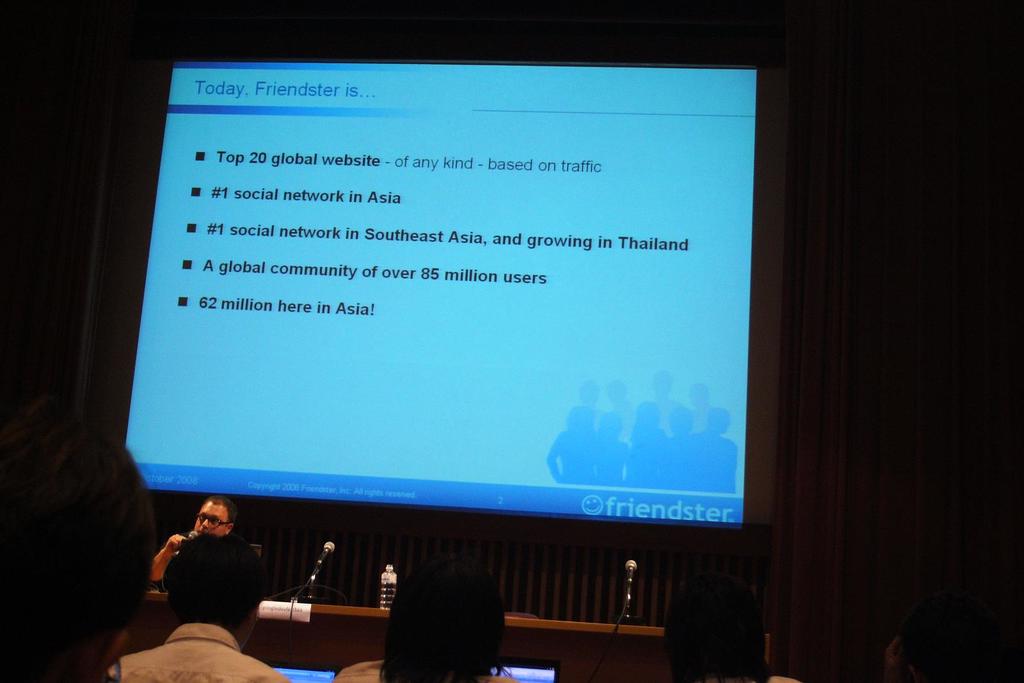 Today, Friendster is...
Top 20 global website - of any kind - based on traffic
#1 social network in Asia
#1 social network in Southeast Asia, and growing in Thailand
A global community of over 85 million users
62 million here in Asia!
2008
Copyright 2008 Friendster, Inc. All rights reserved.
2
friendster.